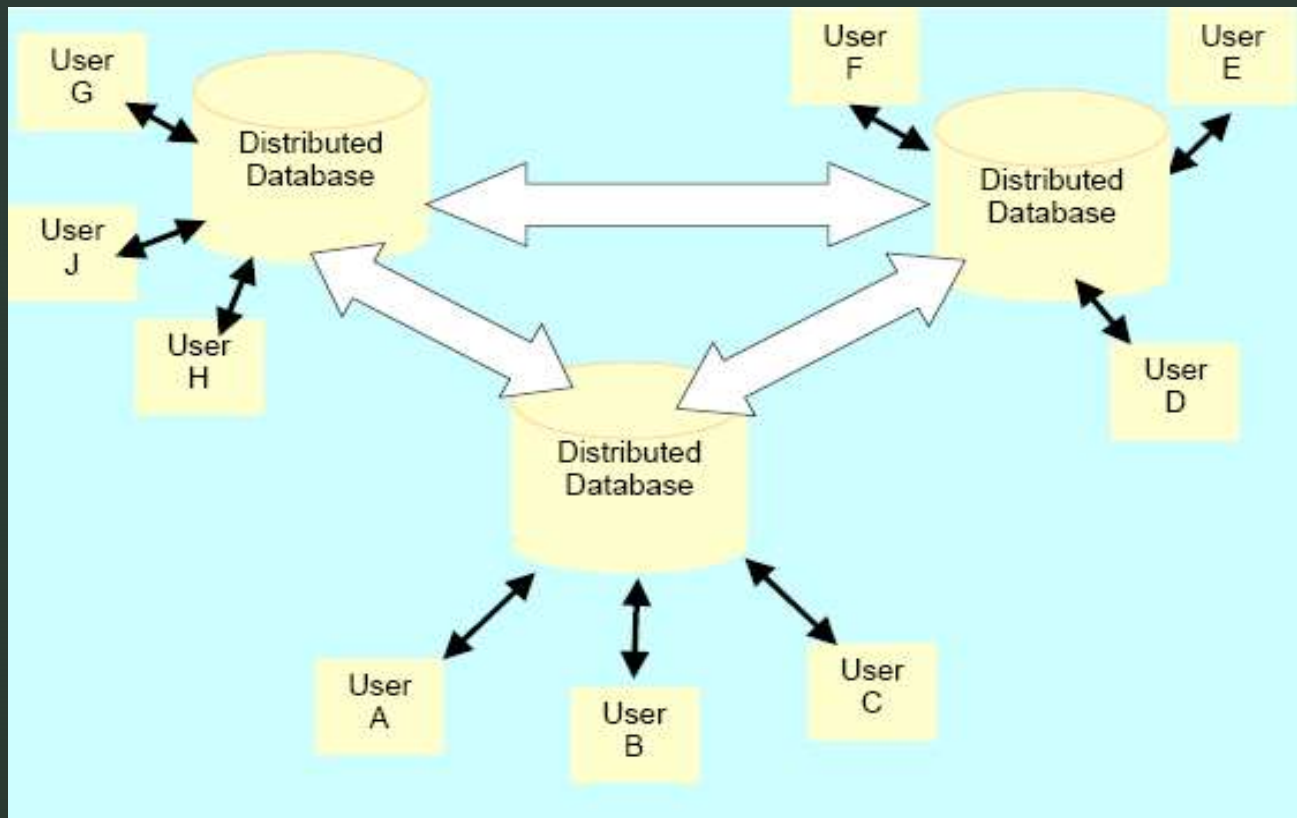 User
G
Distributed
Database
User
F
User
E
Distributed
Database
User
J
User
H
User
D
Distributed
Database
User
A
User
B
User
C